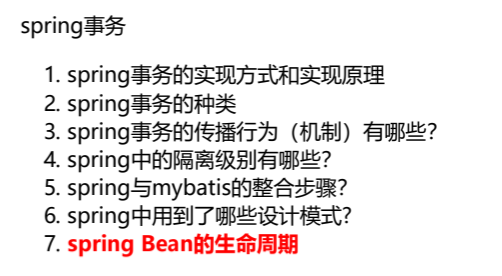 spring事务
1. spring事务的实现方式和实现原理
2. spring事务的种类
3. spring事务的传播行为（机制）有哪些?
4. spring中的隔离级别有哪些?
5. spring与mybatis的整合步骤?
6. spring中用到了哪些设计模式?
7. spring Bean的生命周期